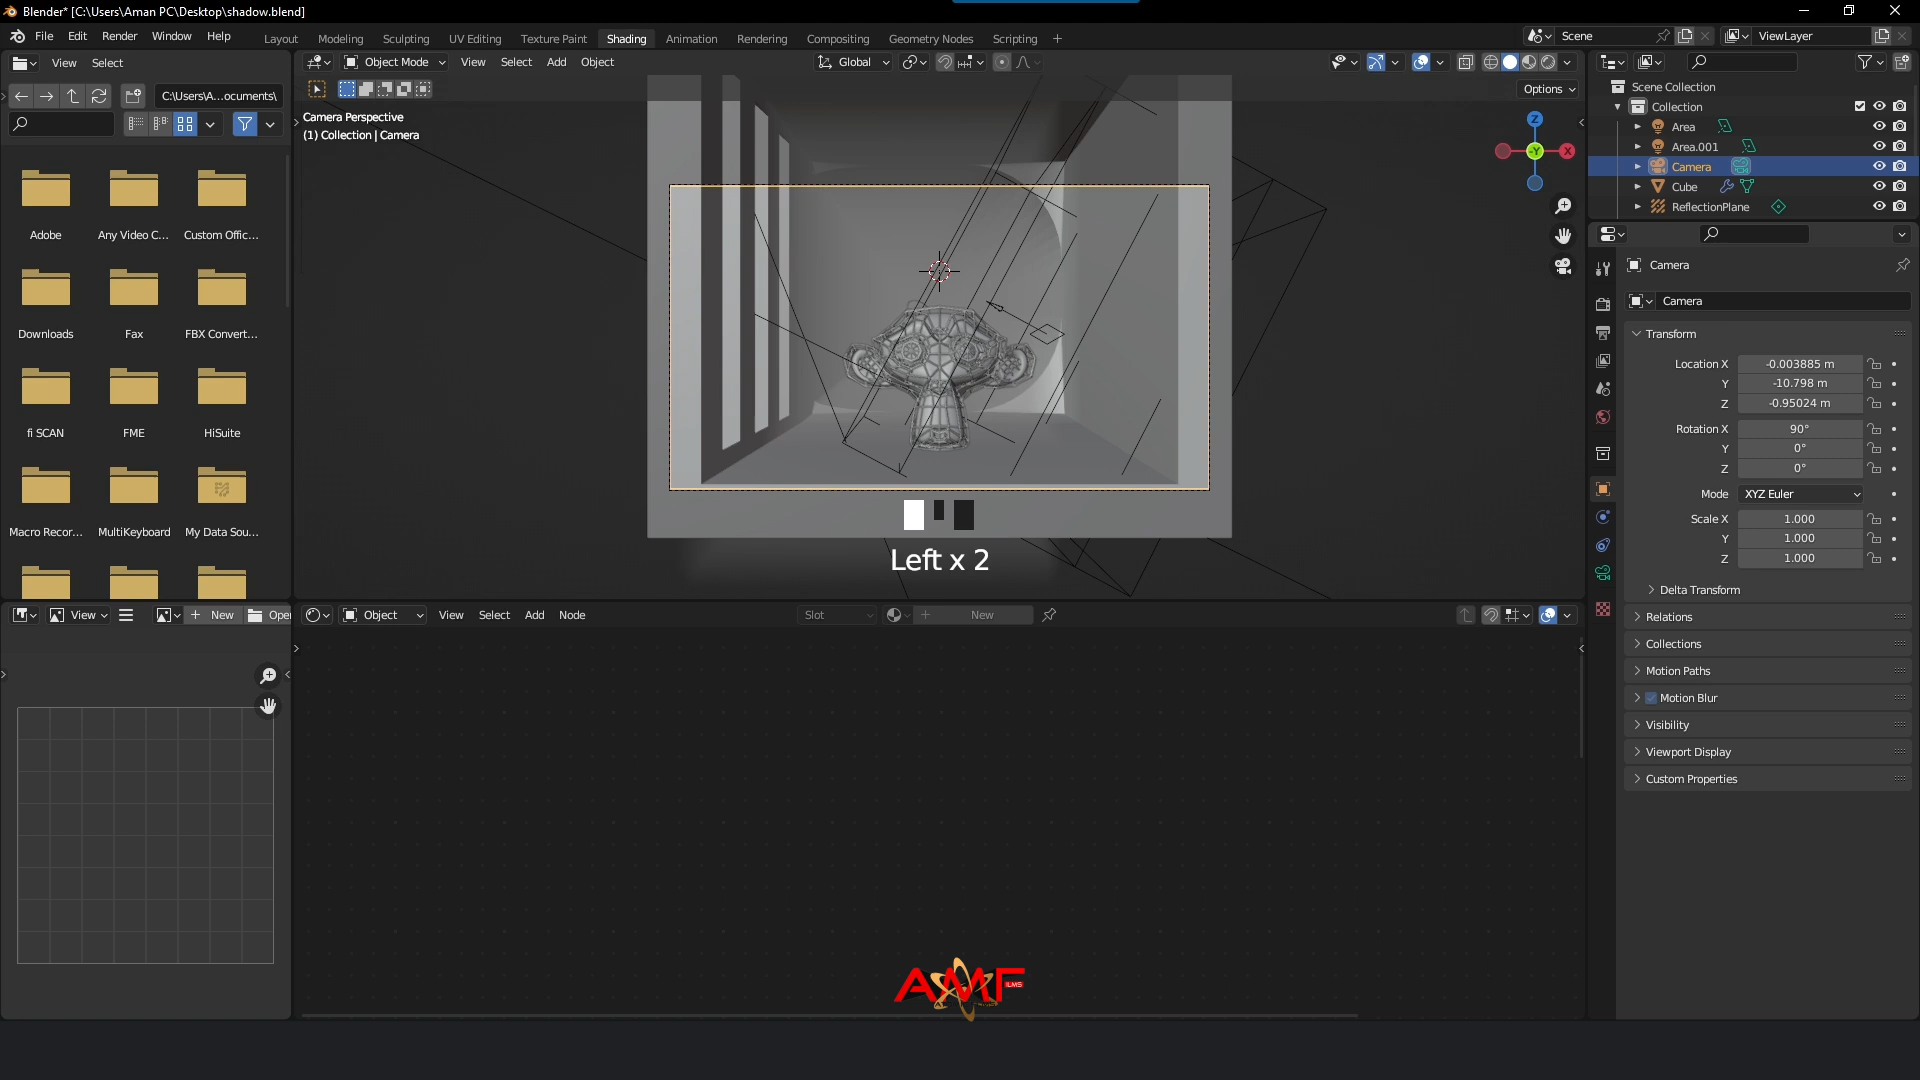 Blender* [C:\Users\Aman PC\Desktop\shadow.blend]
File Edit Render Window Help
Layout Modeling Sculpting UV Editing Texture Paint Shading Animation Rendering Compositing Geometry Nodes Scripting
Scene
ViewLayer
View Select
Object Mode View Select Add Object
Global
C:\Users\A...ocuments\
Options
Camera Perspective
(1) Collection | Camera
Z
-Y
X
Adobe Any Video C... Custom Offic...
Downloads Fax FBX Convert...
fi SCAN FME HiSuite
Macro Recor... MultiKeyboard My Data Sou...
Left x 2
View New Open
Object View Select Add Node
Slot New
Scene Collection
Collection
Area
Area.001
Camera
Cube
ReflectionPlane
Camera
Camera
Transform
Location X -0.003885 m
Y -10.798 m
Z -0.95024 m
Rotation X 90°
Y 0°
Z 0°
Mode XYZ Euler
Scale X 1.000
Y 1.000
Z 1.000
Delta Transform
Relations
Collections
Motion Paths
Motion Blur
Visibility
Viewport Display
Custom Properties
AMF
ILMS